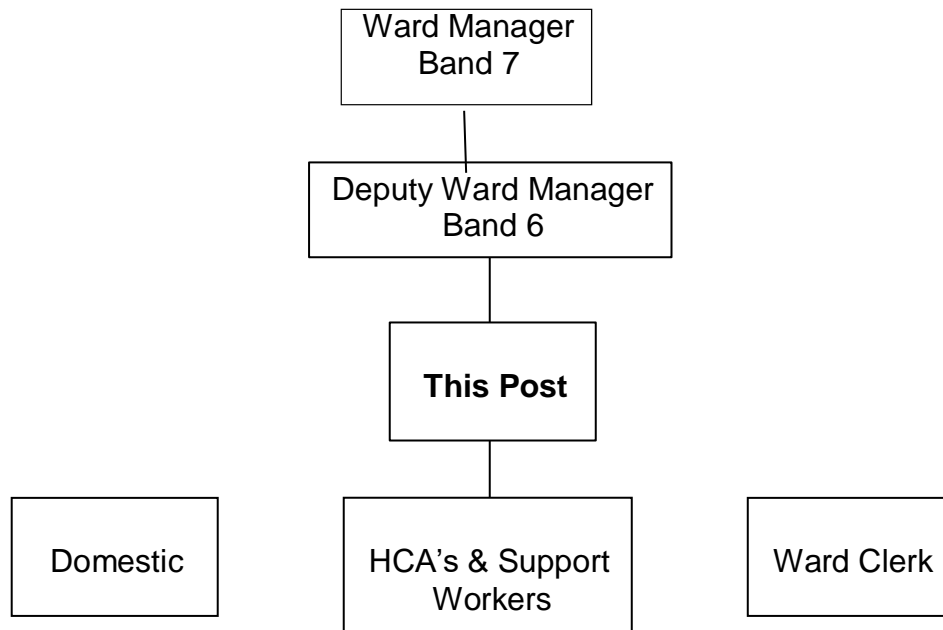 Ward Manager
Band 7
Deputy Ward Manager
Band 6
This Post
Domestic
HCA’s & Support
Workers
Ward Clerk